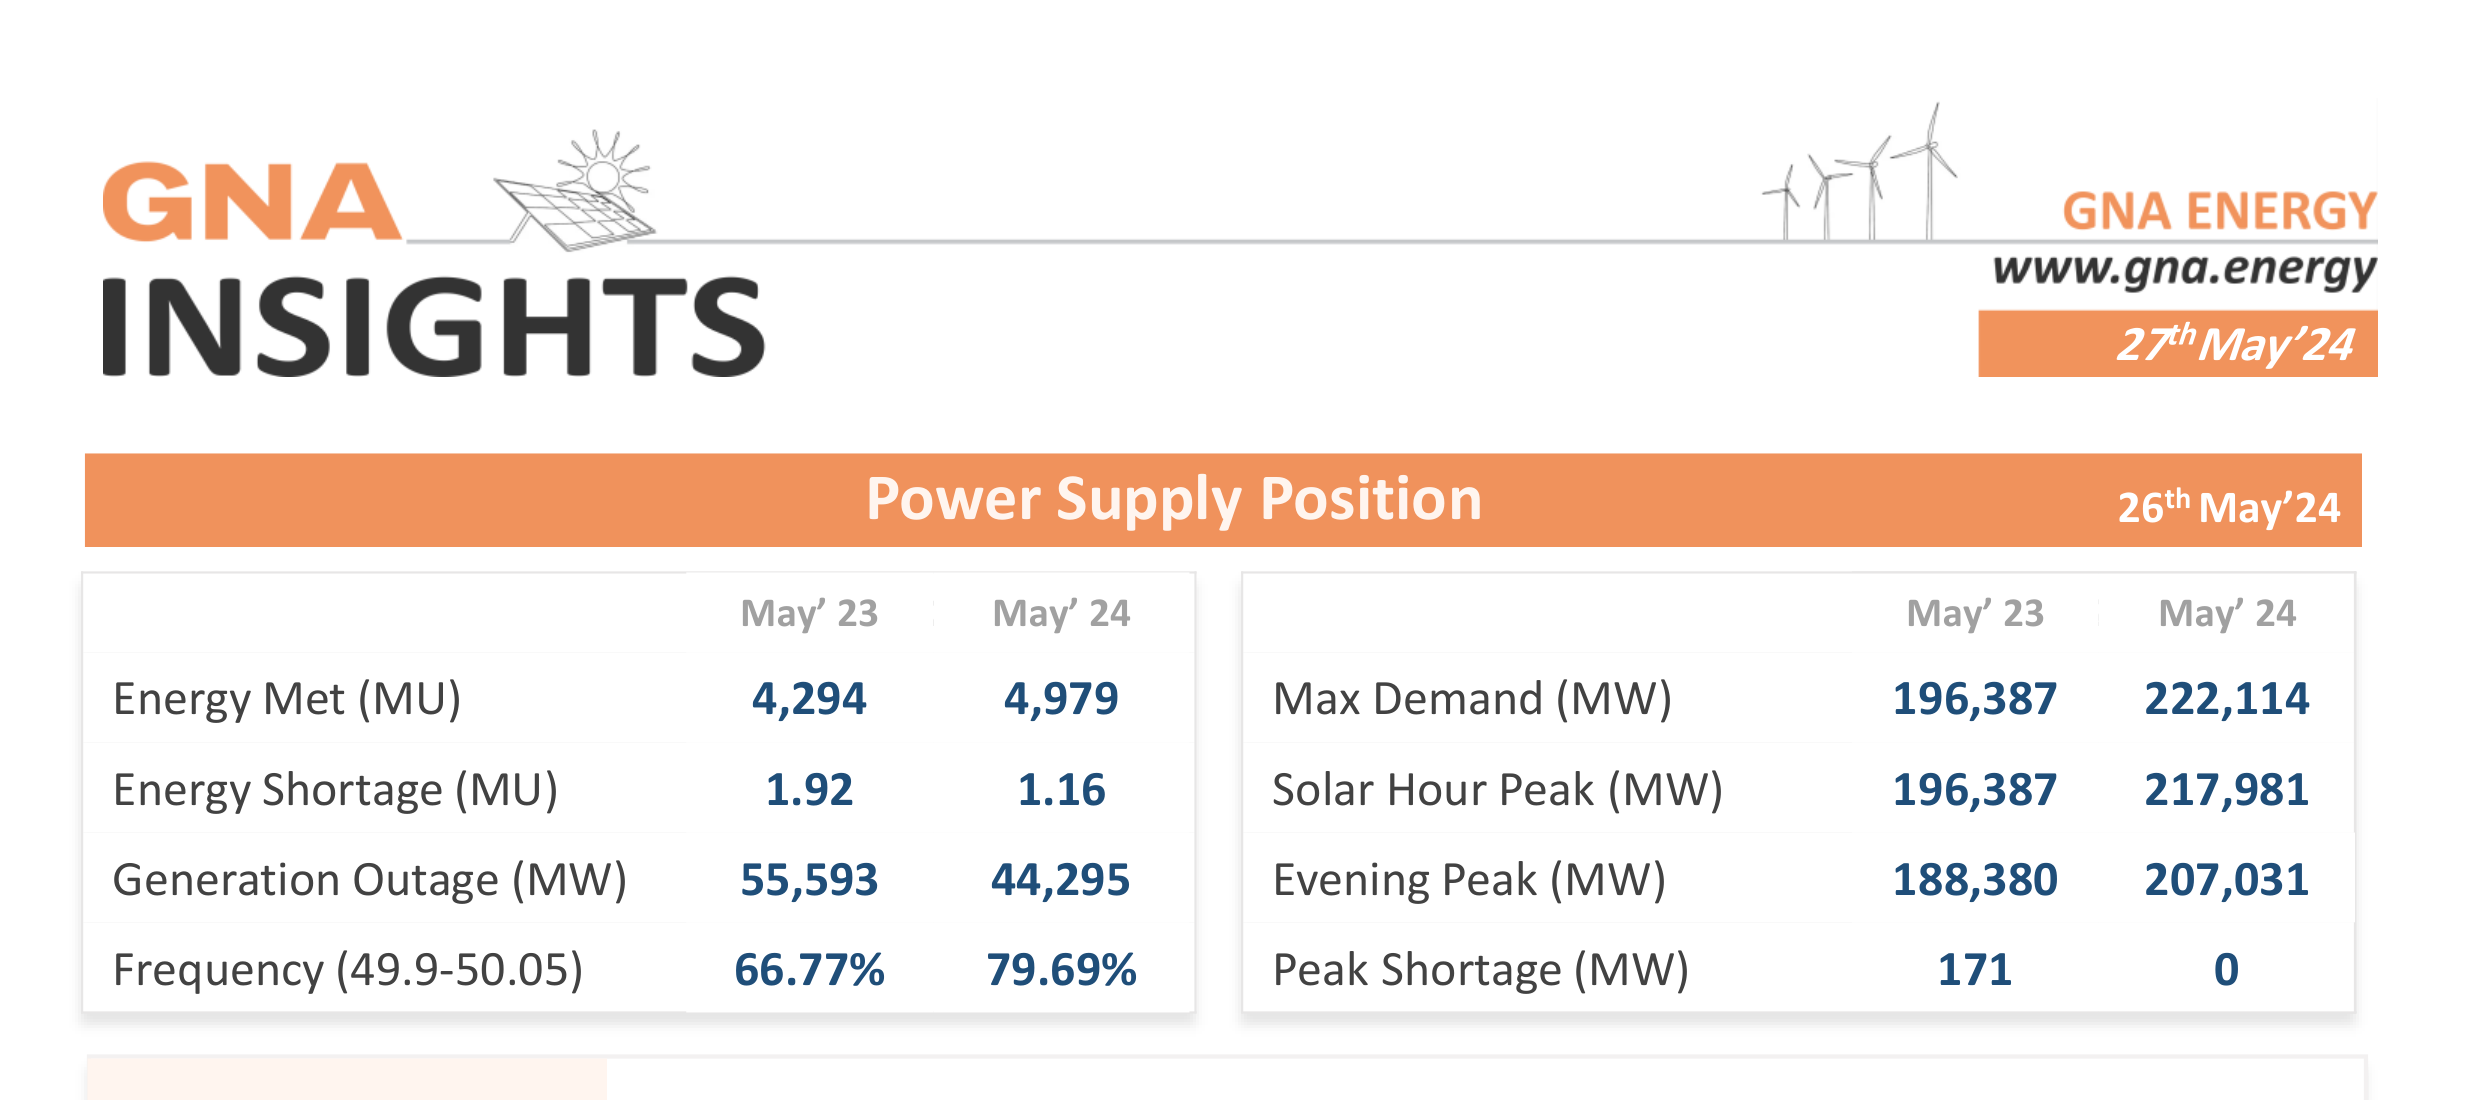 GNA
INSIGHTS
GNA ENERGY
www.gna.energy
27th May’24
Power Supply Position 26th May’24
May’ 23 May’ 24
Energy Met (MU) 4,294 4,979
Energy Shortage (MU) 1.92 1.16
Generation Outage (MW) 55,593 44,295
Frequency (49.9-50.05) 66.77% 79.69%
May’ 23 May’ 24
Max Demand (MW) 196,387 222,114
Solar Hour Peak (MW) 196,387 217,981
Evening Peak (MW) 188,380 207,031
Peak Shortage (MW) 171 0